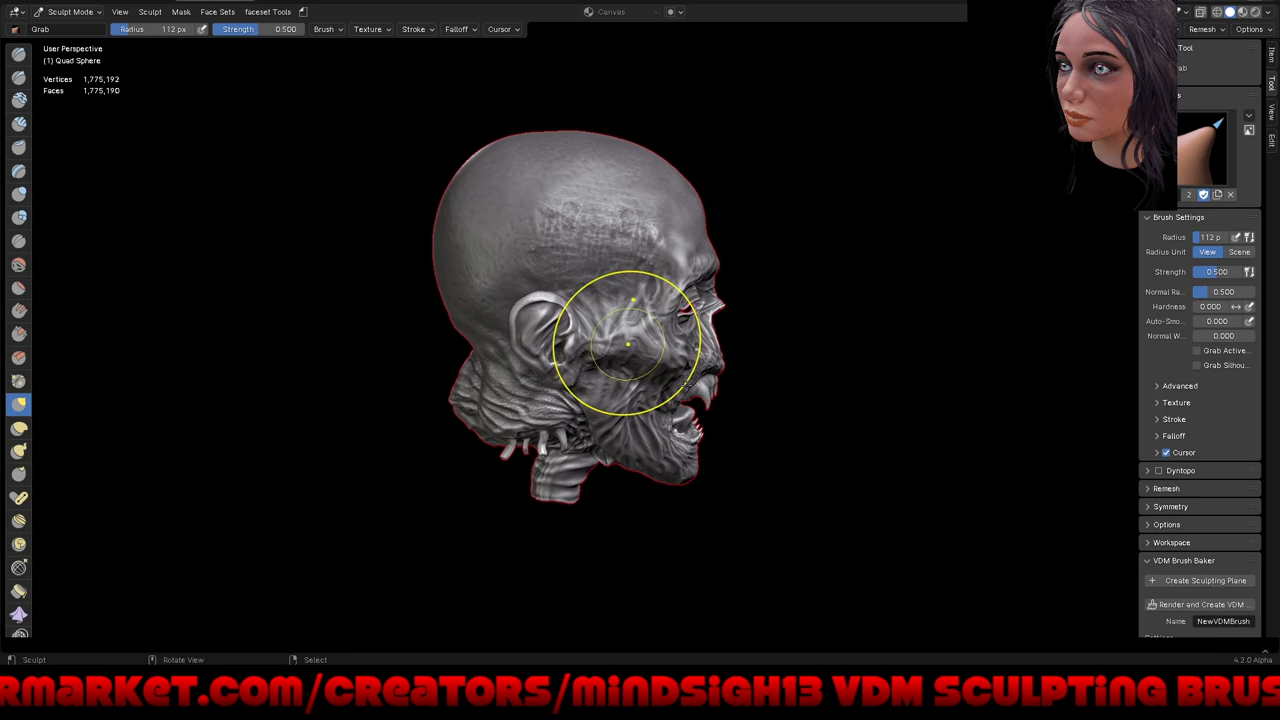 Sculpt Mode View Sculpt Mask Face Sets faceset Tools Canvas
Grab Radius 112 px Strength 0.500 Brush Texture Stroke Falloff Cursor Remesh Options
User Perspective
(1) Quad Sphere
Vertices 1,775,192
Faces 1,775,190
Tool
Item
Tool
View
Edit
2
Brush Settings
Radius 112 p
Radius Unit View Scene
Strength 0.500
Normal Ra... 0.500
Hardness 0.000
Auto-Smo... 0.000
Normal W... 0.000
Grab Active...
Grab Silhou...
Advanced
Texture
Stroke
Falloff
Cursor
Dyntopo
Remesh
Symmetry
Options
Workspace
VDM Brush Baker
Create Sculpting Plane
Render and Create VDM ...
Name NewVDMBrush
Sculpt Rotate View Select 4.2.0 Alpha
rmarket.com/creators/mindsigh13 VDM Sculpting Brus